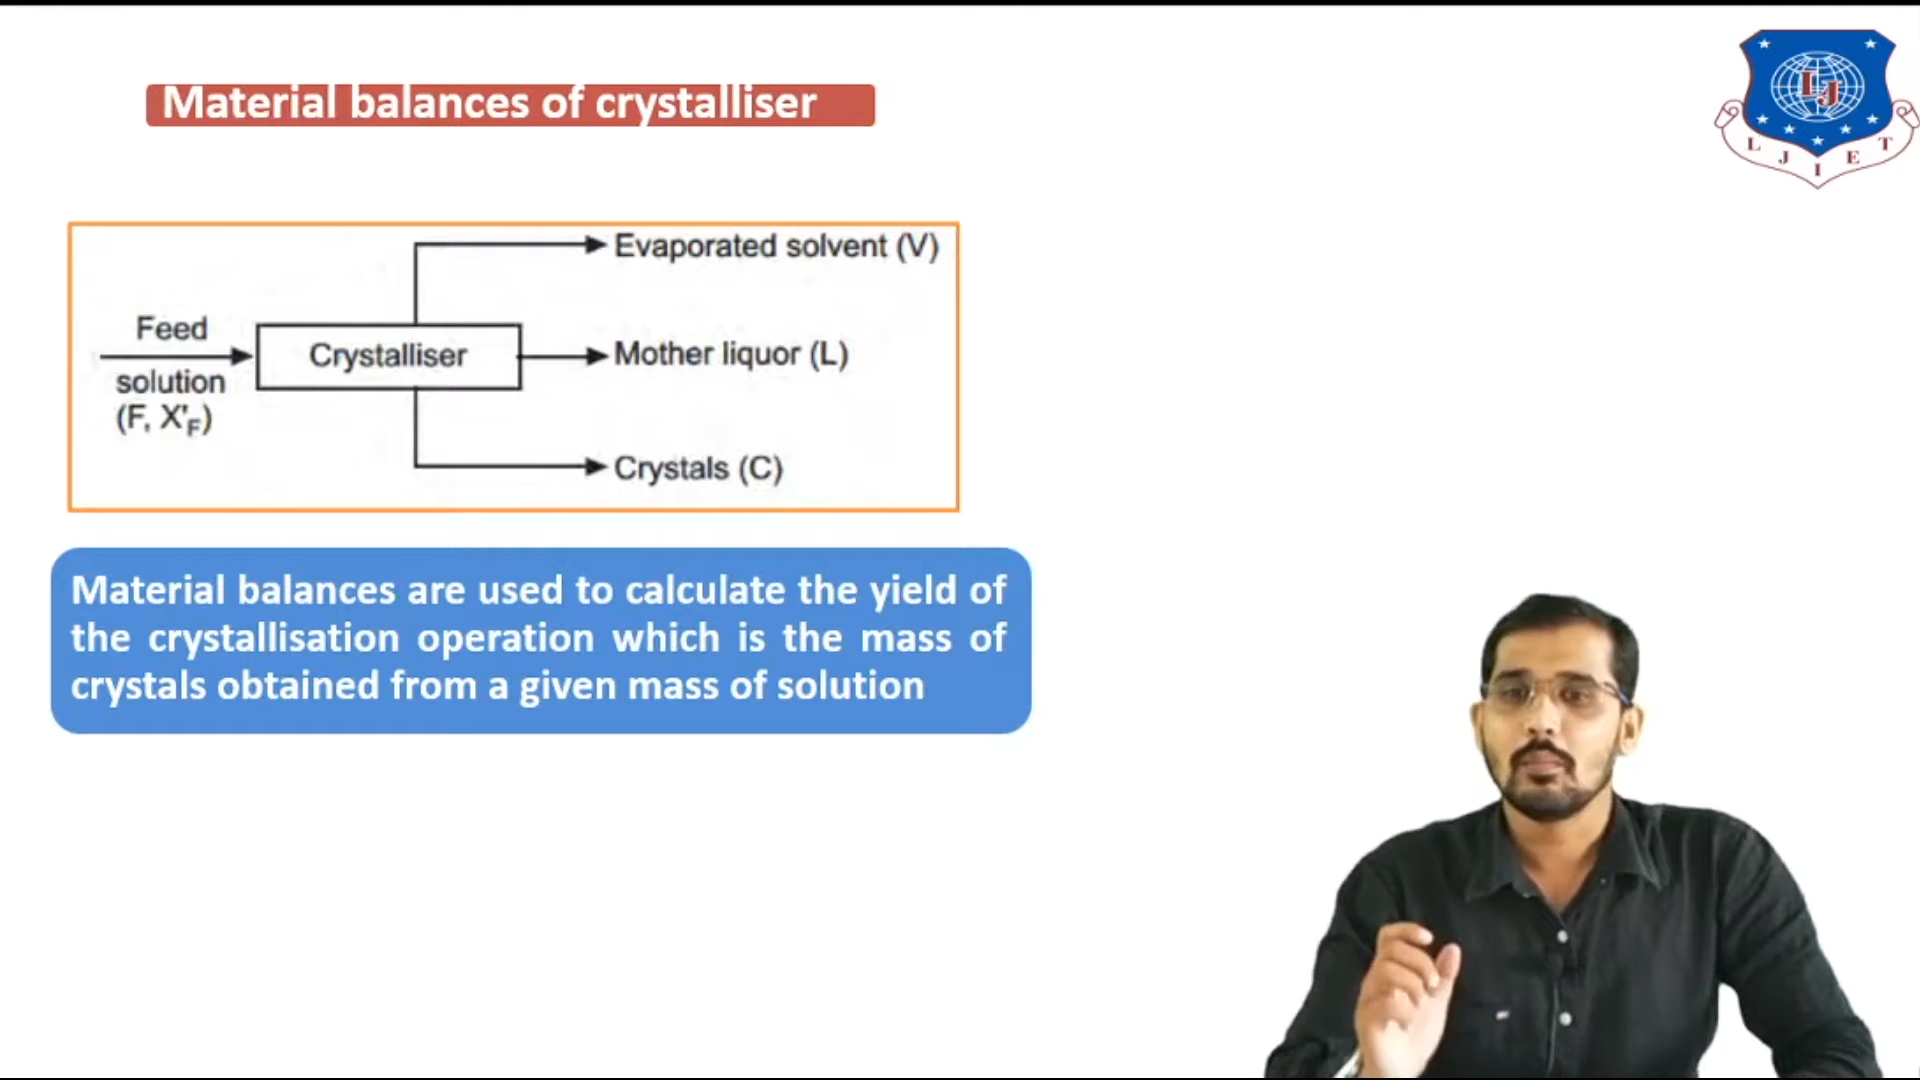 Material balances of crystalliser
LJ
L J I E T
Evaporated solvent (V)
Feed
Crystalliser
Mother liquor (L)
solution
(F, X'F)
Crystals (C)
Material balances are used to calculate the yield of
the crystallisation operation which is the mass of
crystals obtained from a given mass of solution